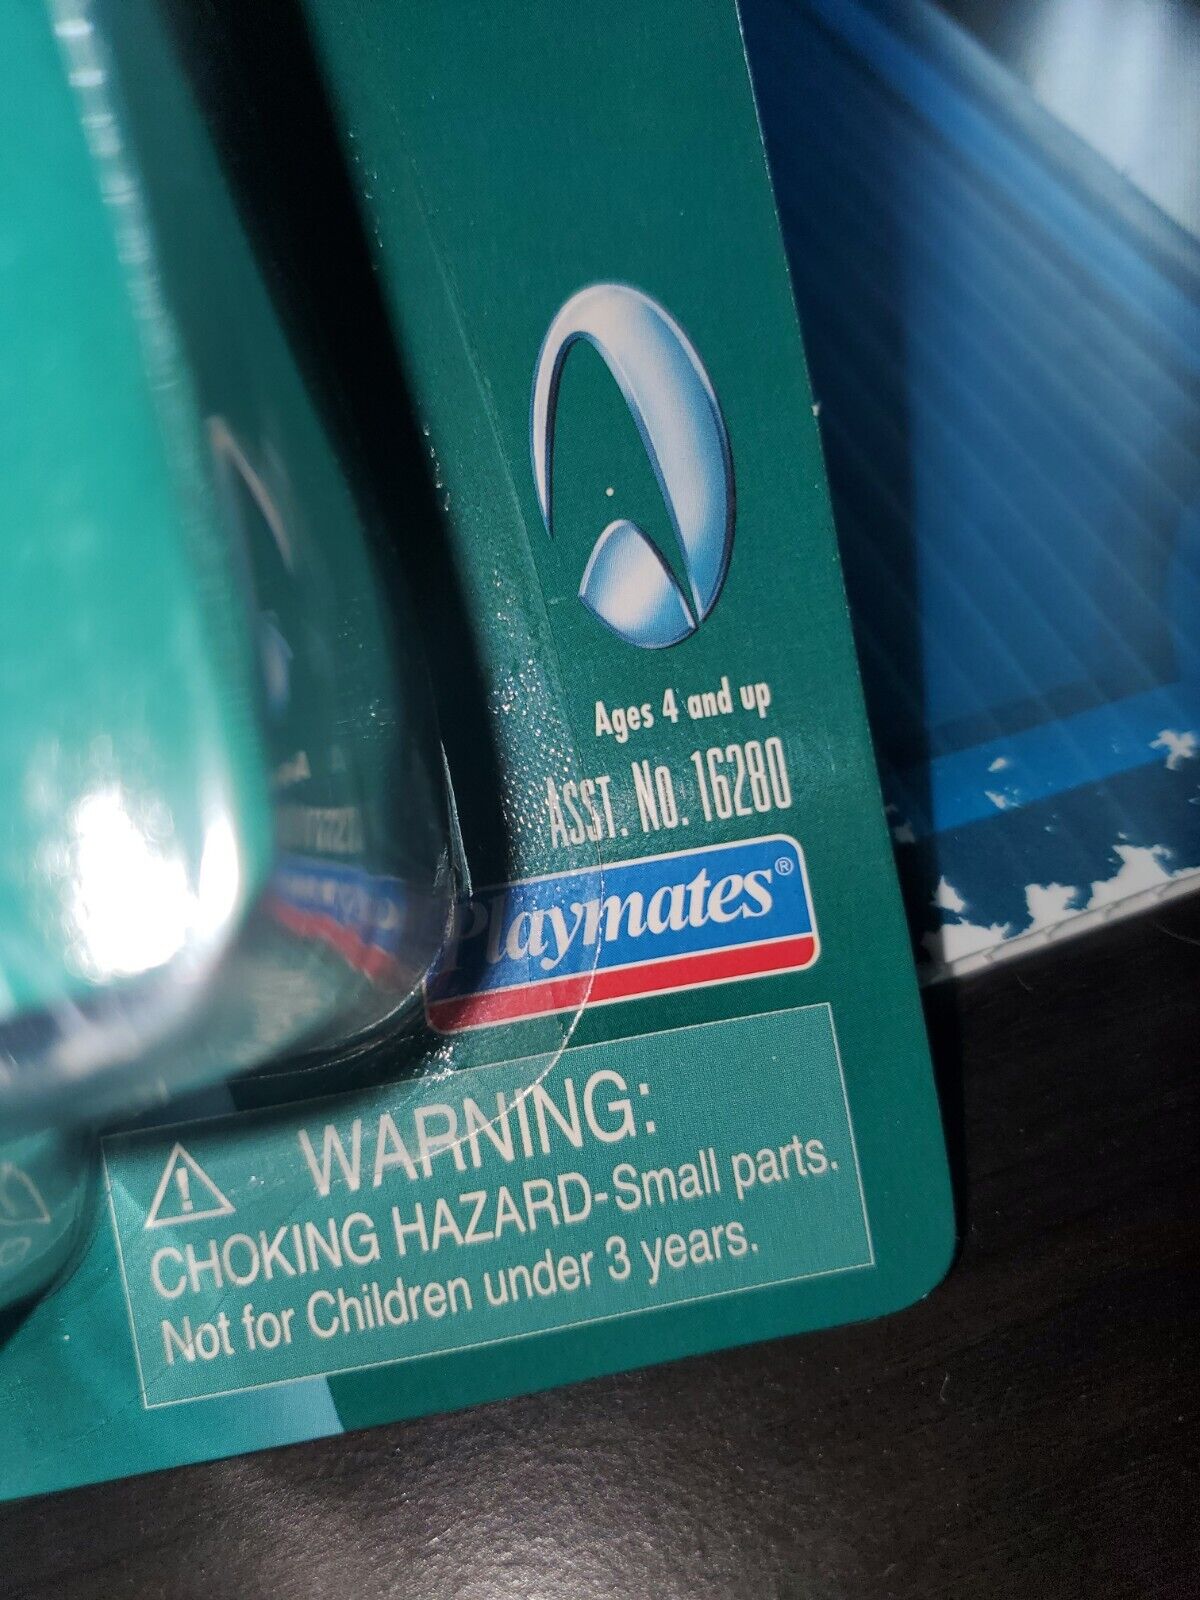 Ages 4 and up
ASST. NO. 16280
Playmates®
WARNING:
CHOKING HAZARD-Small parts.
Not for Children under 3 years.